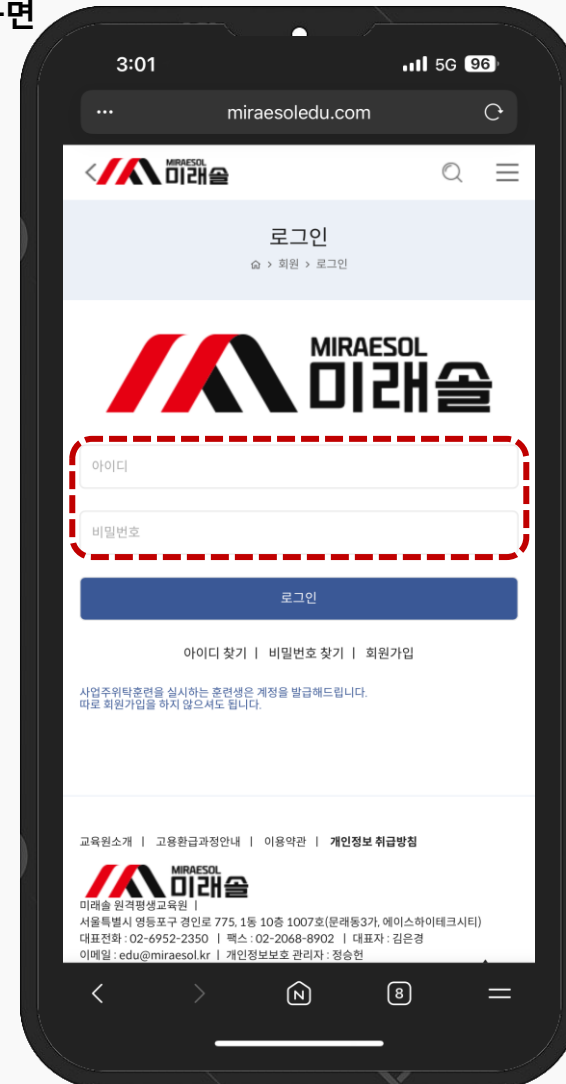 면
3:01
5G 96
miraesoledu.com
MIRAESOL
미래솔
로그인
> 회원 > 로그인
MIRAESOL
미래솔
아이디
비밀번호
로그인
아이디 찾기 | 비밀번호 찾기 | 회원가입
사업주위탁훈련을 실시하는 훈련생은 계정을 발급해드립니다.
따로 회원가입을 하지 않으셔도 됩니다.
교육원소개 | 고용환급과정안내 | 이용약관 | 개인정보 취급방침
MIRAESOL
미래솔
미래솔 원격평생교육원 |
서울특별시 영등포구 경인로 775, 1동 10층 1007호(문래동3가, 에이스하이테크시티)
대표전화 : 02-6952-2350 | 팩스 : 02-2068-8902 | 대표자 : 김은경
이메일 : edu@miraesol.kr | 개인정보보호 관리자 : 정승헌
N
8